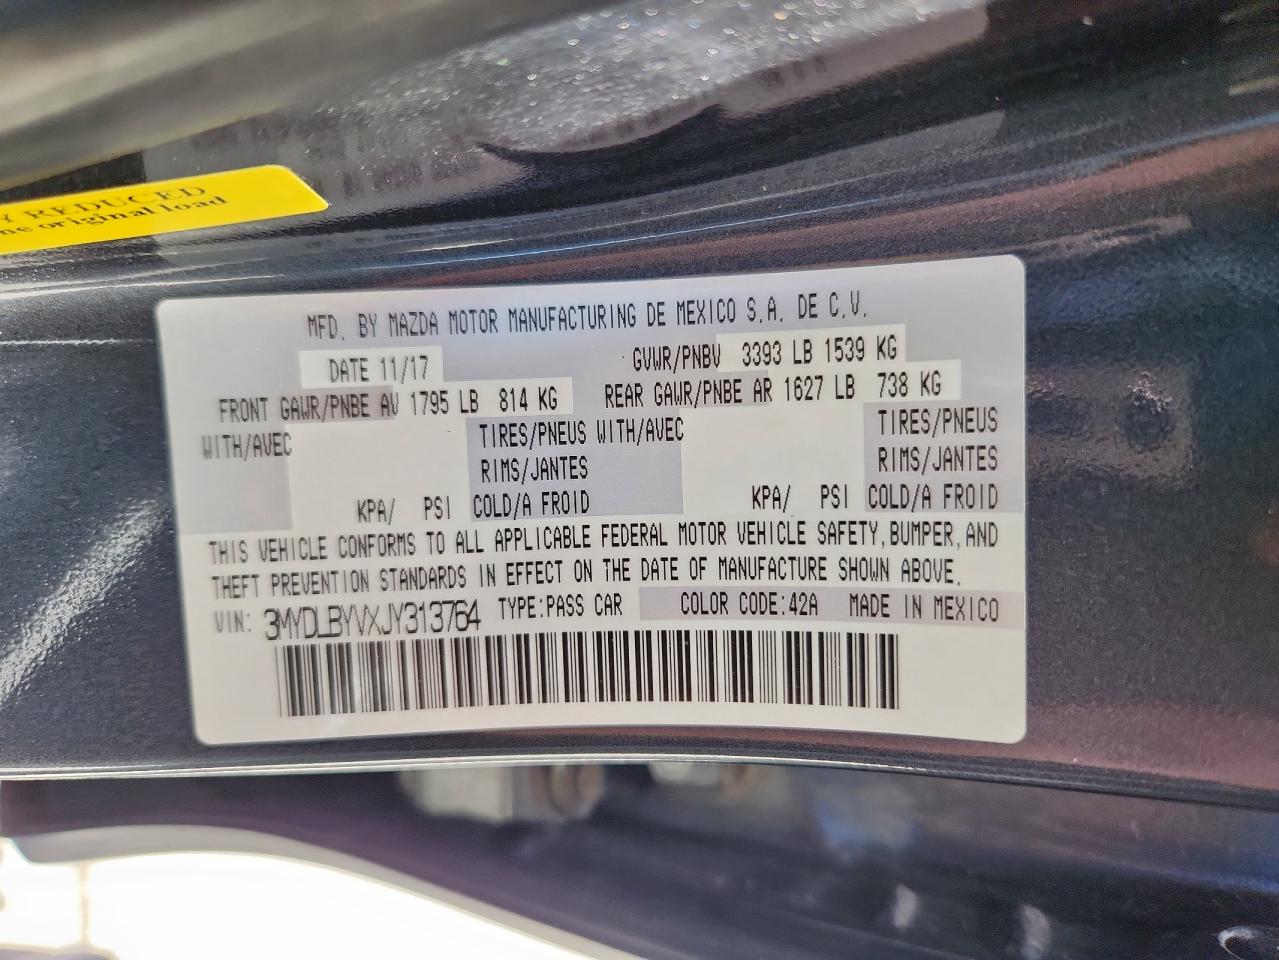 Y REDUCED
original load
MFD. BY MAZDA MOTOR MANUFACTURING DE MEXICO S.A. DE C.V.
DATE 11/17 GVWR/PNBV 3393 LB 1539 KG
FRONT GAWR/PNBE AV 1795 LB 814 KG REAR GAWR/PNBE AR 1627 LB 738 KG
WITH/AVEC TIRES/PNEUS WITH/AVEC TIRES/PNEUS
RIMS/JANTES RIMS/JANTES
KPA/ PSI COLD/A FROID KPA/ PSI COLD/A FROID
THIS VEHICLE CONFORMS TO ALL APPLICABLE FEDERAL MOTOR VEHICLE SAFETY, BUMPER, AND
THEFT PREVENTION STANDARDS IN EFFECT ON THE DATE OF MANUFACTURE SHOWN ABOVE.
VIN: 3MYDLBYVXJY313764 TYPE:PASS CAR COLOR CODE:42A MADE IN MEXICO